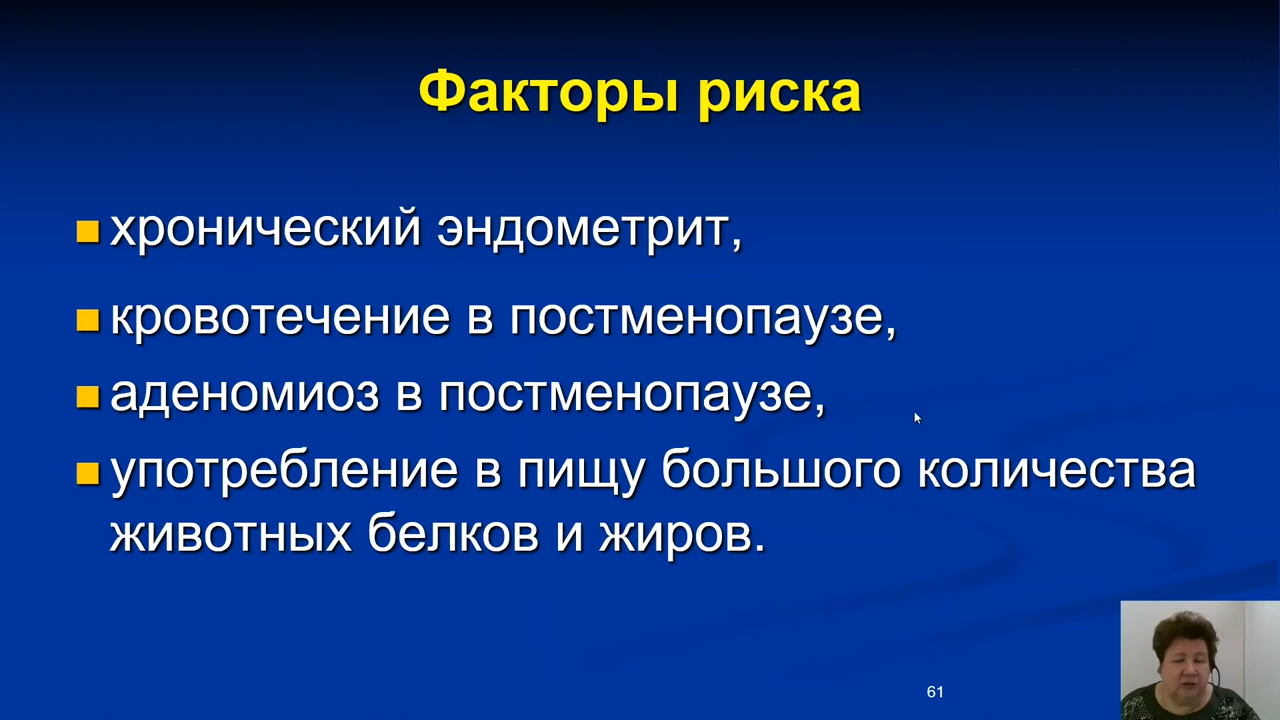 Факторы риска
хронический эндометрит,
кровотечение в постменопаузе,
аденомиоз в постменопаузе,
употребление в пищу большого количества
животных белков и жиров.
61